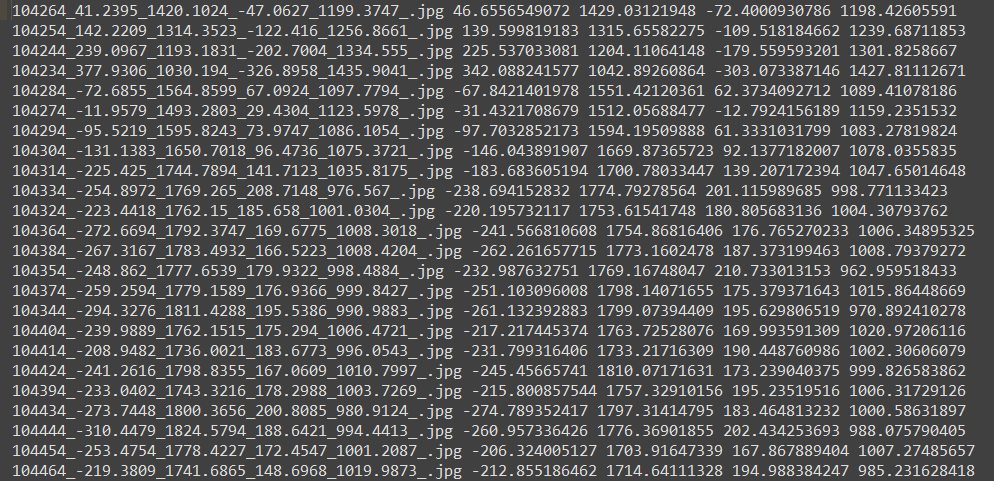 104264_41.2395_1420.1024_-47.0627_1199.3747_.jpg 46.6556549072 1429.03121948 -72.4000930786 1198.42605591
104254_142.2209_1314.3523_-122.416_1256.8661_.jpg 139.599819183 1315.65582275 -109.518184662 1239.68711853
104244_239.0967_1193.1831_-202.7004_1334.555_.jpg 225.537033081 1204.11064148 -179.559593201 1301.8258667
104234_377.9306_1030.194_-326.8958_1435.9041_.jpg 342.088241577 1042.89260864 -303.073387146 1427.81112671
104284_-72.6855_1564.8599_67.0924_1097.7794_.jpg -67.8421401978 1551.42120361 62.3734092712 1089.41078186
104274_-11.9579_1493.2803_29.4304_1123.5978_.jpg -31.4321708679 1512.05688477 -12.7924156189 1159.2351532
104294_-95.5219_1595.8243_73.9747_1086.1054_.jpg -97.7032852173 1594.19509888 61.3331031799 1083.27819824
104304_-131.1383_1650.7018_96.4736_1075.3721_.jpg -146.043891907 1669.87365723 92.1377182007 1078.0355835
104314_-225.425_1744.7894_141.7123_1035.8175_.jpg -183.683605194 1700.78033447 139.207172394 1047.65014648
104334_-254.8972_1769.265_208.7148_976.567_.jpg -238.694152832 1774.79278564 201.115989685 998.771133423
104324_-223.4418_1762.15_185.658_1001.0304_.jpg -220.195732117 1753.61541748 180.805683136 1004.30793762
104364_-272.6694_1792.3747_169.6775_1008.3018_.jpg -241.566810608 1754.86816406 176.765270233 1006.34895325
104384_-267.3167_1783.4932_166.5223_1008.4204_.jpg -262.261657715 1773.1602478 187.373199463 1008.79379272
104354_-248.862_1777.6539_179.9322_998.4884_.jpg -232.987632751 1769.16748047 210.733013153 962.959518433
104374_-259.2594_1779.1589_176.9366_999.8427_.jpg -251.103096008 1798.14071655 175.379371643 1015.86448669
104344_-294.3276_1811.4288_195.5386_990.9883_.jpg -261.132392883 1799.07394409 195.629806519 970.892410278
104404_-239.9889_1762.1515_175.294_1006.4721_.jpg -217.217445374 1763.72528076 169.993591309 1020.97206116
104414_-208.9482_1736.0021_183.6773_996.0543_.jpg -231.799316406 1733.21716309 190.448760986 1002.30606079
104424_-241.2616_1798.8355_167.0609_1010.7997_.jpg -245.45665741 1810.07171631 173.239040375 999.826583862
104394_-233.0402_1743.3216_178.2988_1003.7269_.jpg -215.800857544 1757.32910156 195.23519516 1006.31729126
104434_-273.7448_1800.3656_200.8085_980.9124_.jpg -274.789352417 1797.31414795 183.464813232 1000.58631897
104444_-310.4479_1824.5794_188.6421_994.4413_.jpg -260.957336426 1776.36901855 202.434253693 988.075790405
104454_-253.4754_1778.4227_172.4547_1001.2087_.jpg -206.324005127 1703.91647339 167.867889404 1007.27485657
104464_-219.3809_1741.6865_148.6968_1019.9873_.jpg -212.855186462 1714.64111328 194.988384247 985.231628418